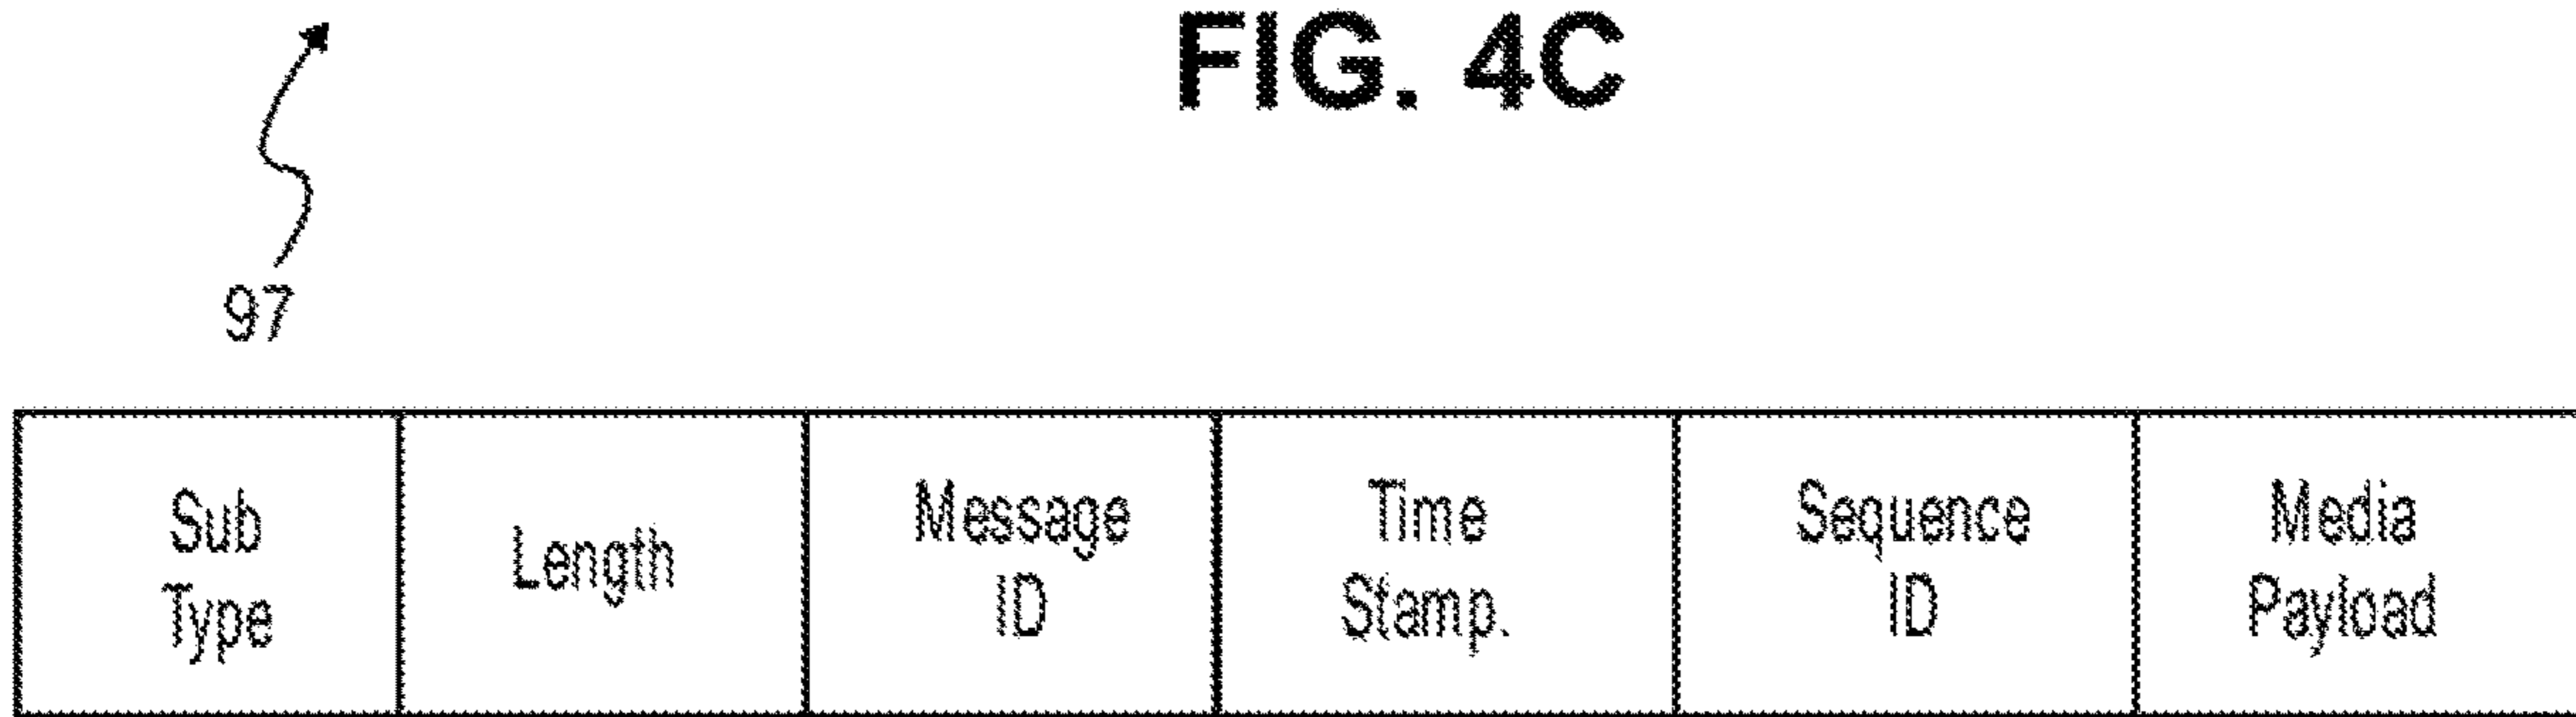 FIG. 4C
97
Sub
Type
Length
Message
ID
Time
Stamp.
Sequence
ID
Media
Payload